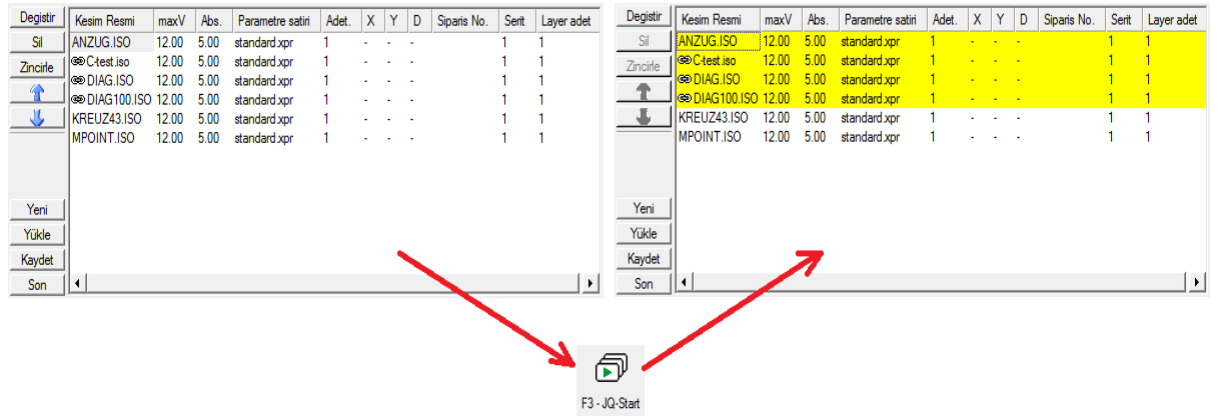 Degistir
Kesim Resmi maxV Abs. Parametre satiri Adet. X Y D Siparis No. Serit Layer adet
Sil
ANZUG.ISO 12.00 5.00 standard.xpr 1 - - - 1 1
Zincirle
C-test.iso 12.00 5.00 standard.xpr 1 - - - 1 1
DIAG.ISO 12.00 5.00 standard.xpr 1 - - - 1 1
DIAG100.ISO 12.00 5.00 standard.xpr 1 - - - 1 1
KREUZ43.ISO 12.00 5.00 standard.xpr 1 - - - 1 1
MPOINT.ISO 12.00 5.00 standard.xpr 1 - - - 1 1
Yeni
Yükle
Kaydet
Son
Degistir
Kesim Resmi maxV Abs. Parametre satiri Adet. X Y D Siparis No. Serit Layer adet
Sil
ANZUG.ISO 12.00 5.00 standard.xpr 1 - - - 1 1
Zincirle
C-test.iso 12.00 5.00 standard.xpr 1 - - - 1 1
DIAG.ISO 12.00 5.00 standard.xpr 1 - - - 1 1
DIAG100.ISO 12.00 5.00 standard.xpr 1 - - - 1 1
KREUZ43.ISO 12.00 5.00 standard.xpr 1 - - - 1 1
MPOINT.ISO 12.00 5.00 standard.xpr 1 - - - 1 1
Yeni
Yükle
Kaydet
Son
F3 - JQ-Start